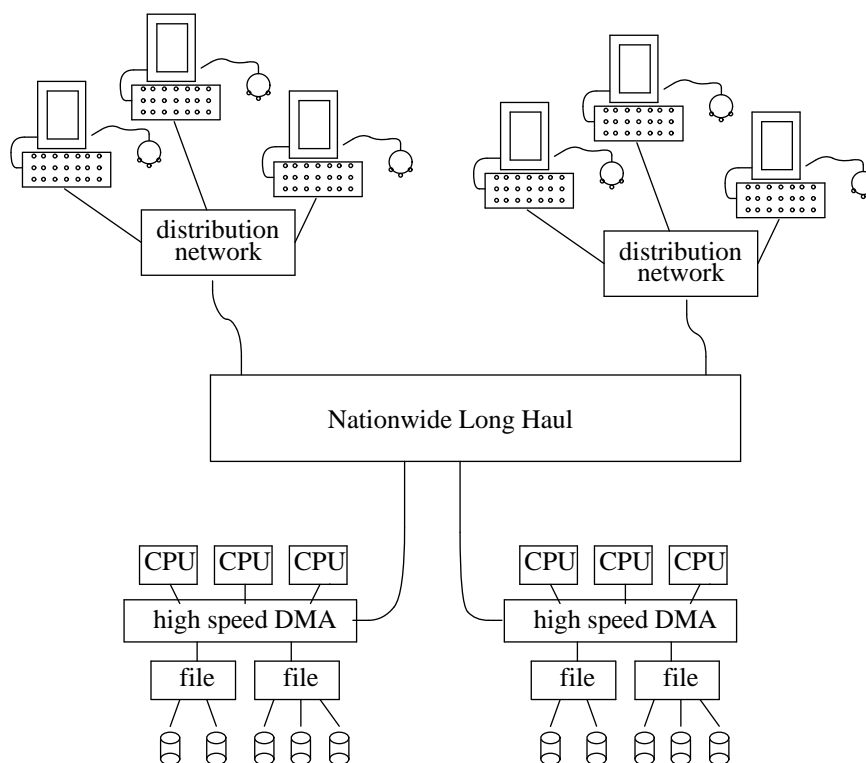 distribution
network
distribution
network
Nationwide Long Haul
CPU CPU CPU
CPU CPU CPU
high speed DMA
high speed DMA
file file
file file